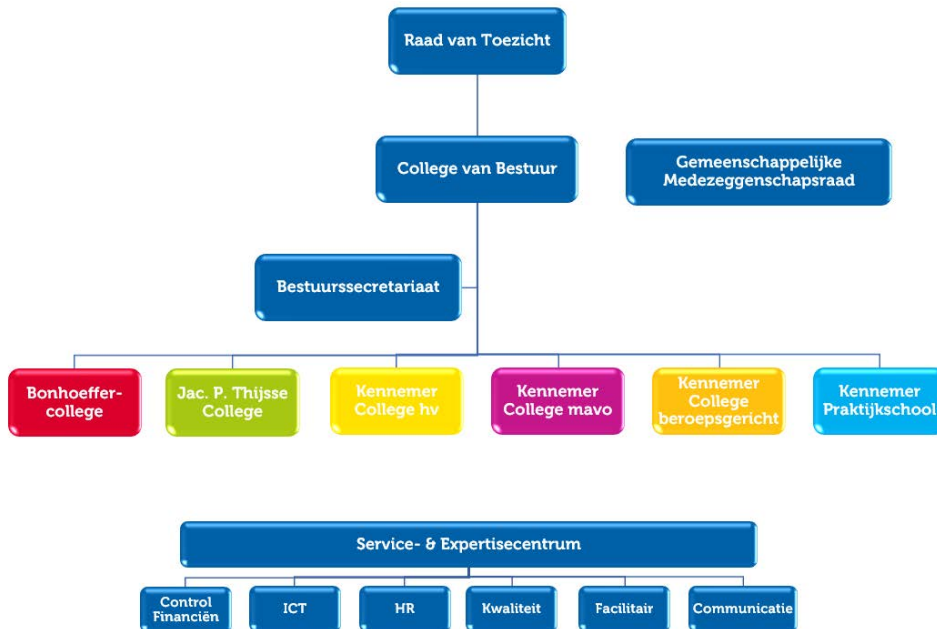 Raad van Toezicht
College van Bestuur
Gemeenschappelijke
Medezeggenschapsraad
Bestuurssecretariaat
Bonhoeffer-
college
Jac. P. Thijsse
College
Kennemer
College hv
Kennemer
College mavo
Kennemer
College
beroepsgericht
Kennemer
Praktijkschool
Service- & Expertisecentrum
Control
Financiën
ICT
HR
Kwaliteit
Facilitair
Communicatie